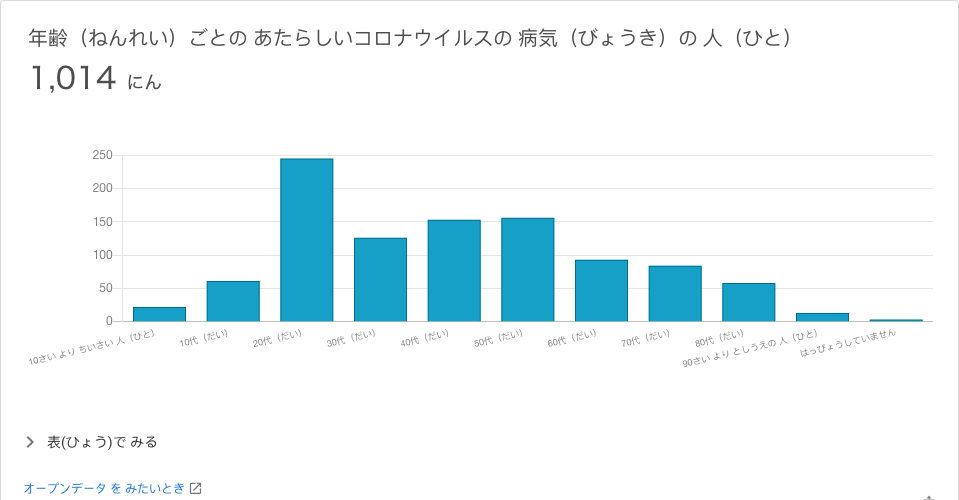 年齢（ねんれい）ごとの あたらしいコロナウイルスの 病気（びょうき）の 人（ひと）
1,014 にん
250
200
150
100
50
0
10さい より ちいさい 人（ひと）
10代（だい）
20代（だい）
30代（だい）
40代（だい）
50代（だい）
60代（だい）
70代（だい）
80代（だい）
90さい より としうえの 人（ひと）
はっぴょうしていません
表(ひょう)で みる
オープンデータ を みたいとき